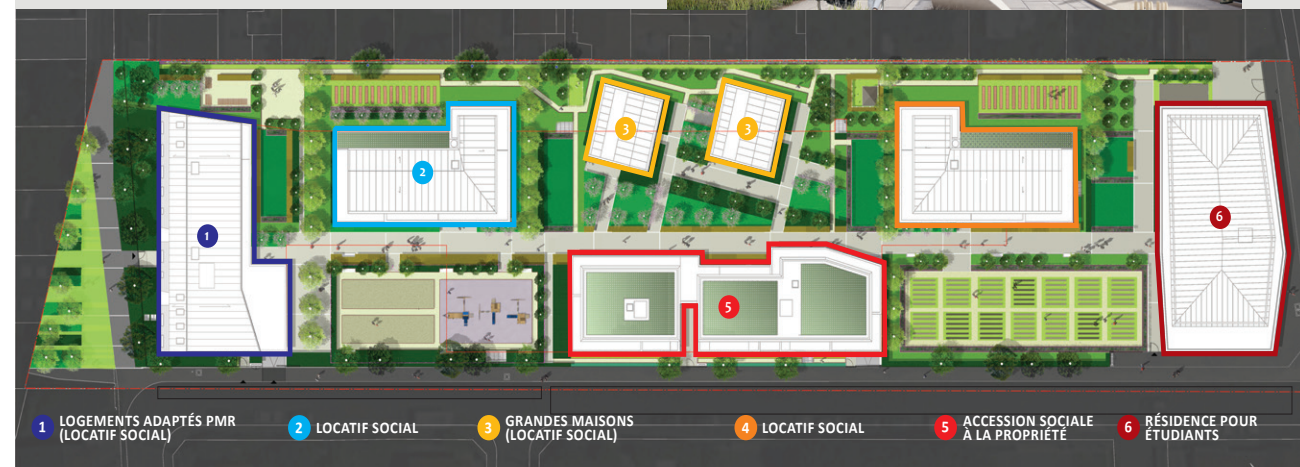 1
2
3
3
5
6
1 LOGEMENTS ADAPTÉS PMR
(LOCATIF SOCIAL)
2 LOCATIF SOCIAL
3 GRANDES MAISONS
(LOCATIF SOCIAL)
4 LOCATIF SOCIAL
5 ACCESSION SOCIALE
À LA PROPRIÉTÉ
6 RÉSIDENCE POUR
ÉTUDIANTS